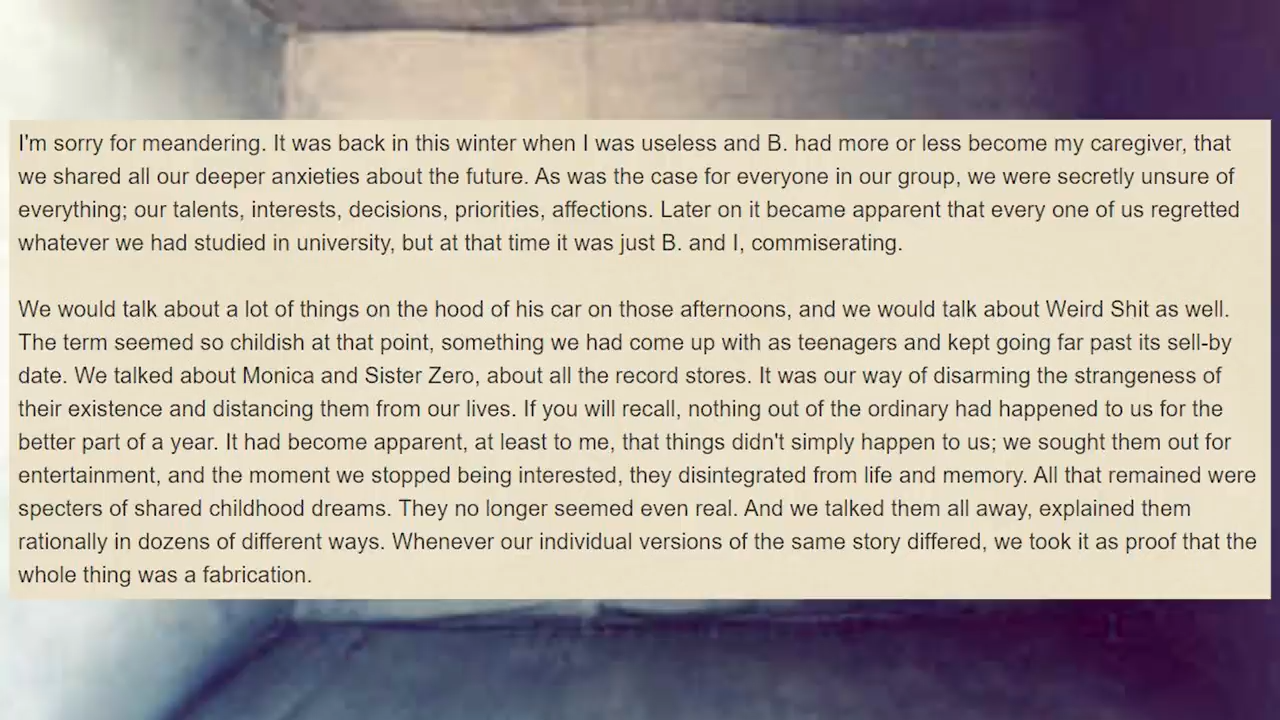 I'm sorry for meandering. It was back in this winter when I was useless and B. had more or less become my caregiver, that
we shared all our deeper anxieties about the future. As was the case for everyone in our group, we were secretly unsure of
everything; our talents, interests, decisions, priorities, affections. Later on it became apparent that every one of us regretted
whatever we had studied in university, but at that time it was just B. and I, commiserating.

We would talk about a lot of things on the hood of his car on those afternoons, and we would talk about Weird Shit as well.
The term seemed so childish at that point, something we had come up with as teenagers and kept going far past its sell-by
date. We talked about Monica and Sister Zero, about all the record stores. It was our way of disarming the strangeness of
their existence and distancing them from our lives. If you will recall, nothing out of the ordinary had happened to us for the
better part of a year. It had become apparent, at least to me, that things didn't simply happen to us; we sought them out for
entertainment, and the moment we stopped being interested, they disintegrated from life and memory. All that remained were
specters of shared childhood dreams. They no longer seemed even real. And we talked them all away, explained them
rationally in dozens of different ways. Whenever our individual versions of the same story differed, we took it as proof that the
whole thing was a fabrication.